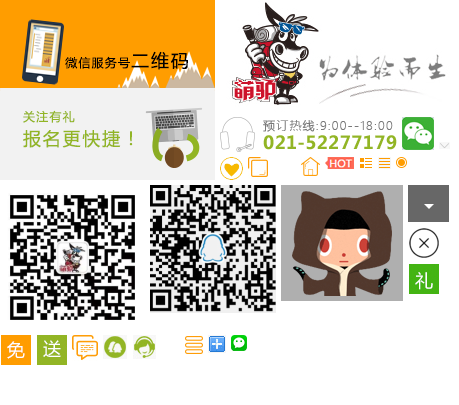 微信服务号二维码
关注有礼
报名更快捷！
萌驴
为体验而生
预订热线:9:00--18:00
021-52277179
HOT
萌驴
礼
免
送